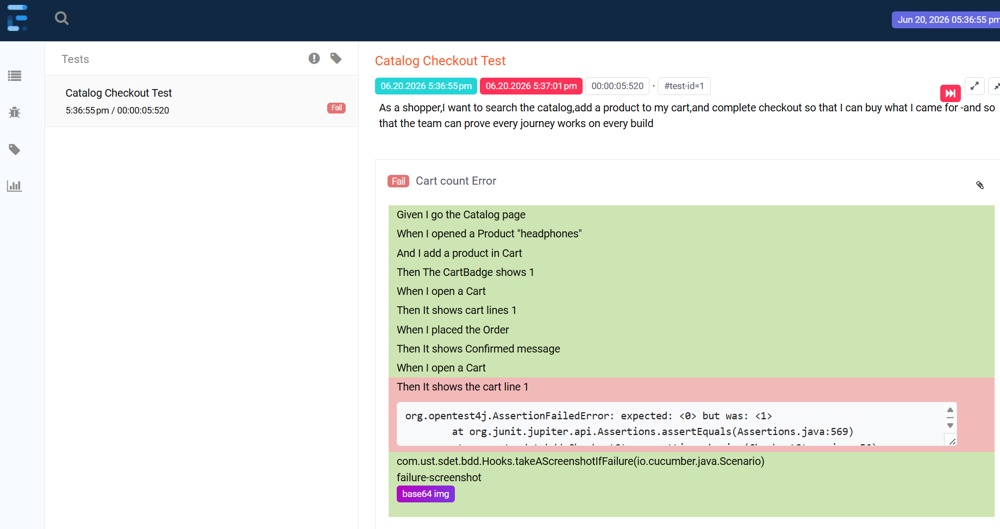 Jun 20, 2026 05:36:55 pm
Tests
Catalog Checkout Test
5:36:55 pm / 00:00:05:520
Fail
Catalog Checkout Test
06.20.2026 5:36:55 pm 06.20.2026 5:37:01 pm 00:00:05:520 · #test-id=1
As a shopper,I want to search the catalog,add a product to my cart,and complete checkout so that I can buy what I came for -and so
that the team can prove every journey works on every build
Fail Cart count Error
Given I go the Catalog page
When I opened a Product "headphones"
And I add a product in Cart
Then The CartBadge shows 1
When I open a Cart
Then It shows cart lines 1
When I placed the Order
Then It shows Confirmed message
When I open a Cart
Then It shows the cart line 1
org.opentest4j.AssertionFailedError: expected: <0> but was: <1>
at org.junit.jupiter.api.Assertions.assertEquals(Assertions.java:569)
com.ust.sdet.bdd.Hooks.takeAScreenshotIfFailure(io.cucumber.java.Scenario)
failure-screenshot
base64 img